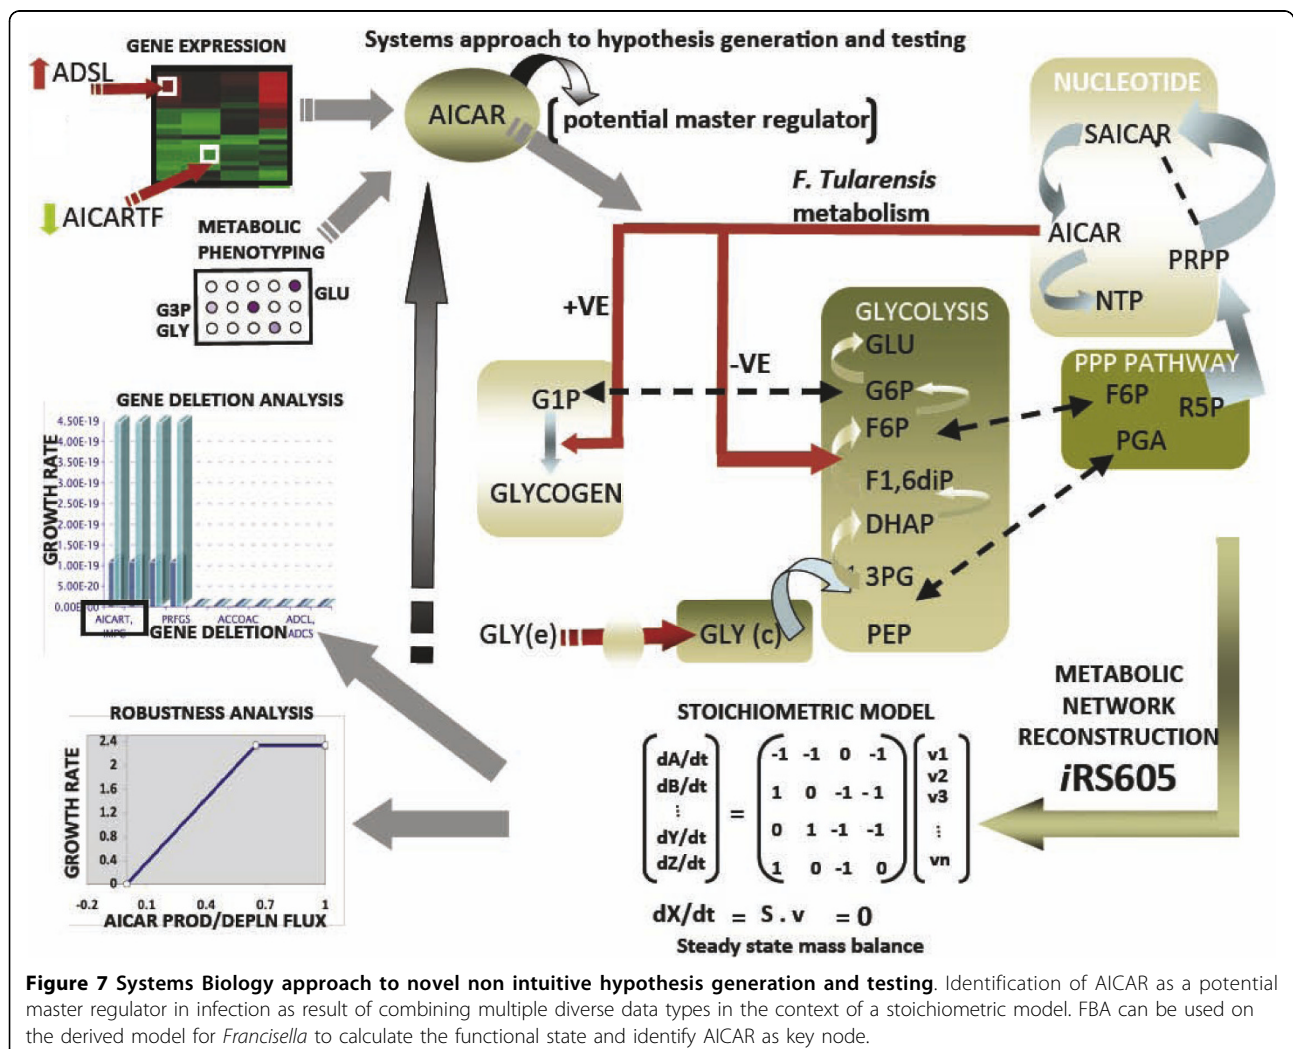 Systems approach to hypothesis generation and testing
GENE EXPRESSION
ADSL
AICARTF
AICAR
potential master regulator
METABOLIC
PHENOTYPING
GLU
G3P
GLY
F. Tularensis
metabolism
NUCLEOTIDE
SAICAR
AICAR
PRPP
NTP
+VE
-VE
G1P
GLYCOGEN
GLYCOLYSIS
GLU
G6P
F6P
F1,6diP
DHAP
3PG
PEP
PPP PATHWAY
F6P
R5P
PGA
GLY(e)
GLY (c)
GENE DELETION ANALYSIS
GROWTH RATE
4.50E-19
4.00E-19
3.50E-19
3.00E-19
2.50E-19
2.00E-19
1.50E-19
1.00E-19
5.00E-20
0.00E+00
AICART, PRFGS ACCOAC ADCL,
ADCS
GENE DELETION
ROBUSTNESS ANALYSIS
GROWTH RATE
2.4
2
1.6
1.2
0.8
0.4
0
-0.2 0.1 0.4 0.7 1
AICAR PROD/DEPLN FLUX
STOICHIOMETRIC MODEL
dA/dt -1 -1 0 -1 v1
dB/dt 1 0 -1 -1 v2
⋮ = v3
dY/dt 0 1 -1 -1 ⋮
dZ/dt 1 0 -1 0 vn
dX/dt = S . v = 0
Steady state mass balance
METABOLIC
NETWORK
RECONSTRUCTION
iRS605
Figure 7 Systems Biology approach to novel non intuitive hypothesis generation and testing. Identification of AICAR as a potential
master regulator in infection as result of combining multiple diverse data types in the context of a stoichiometric model. FBA can be used on
the derived model for Francisella to calculate the functional state and identify AICAR as key node.